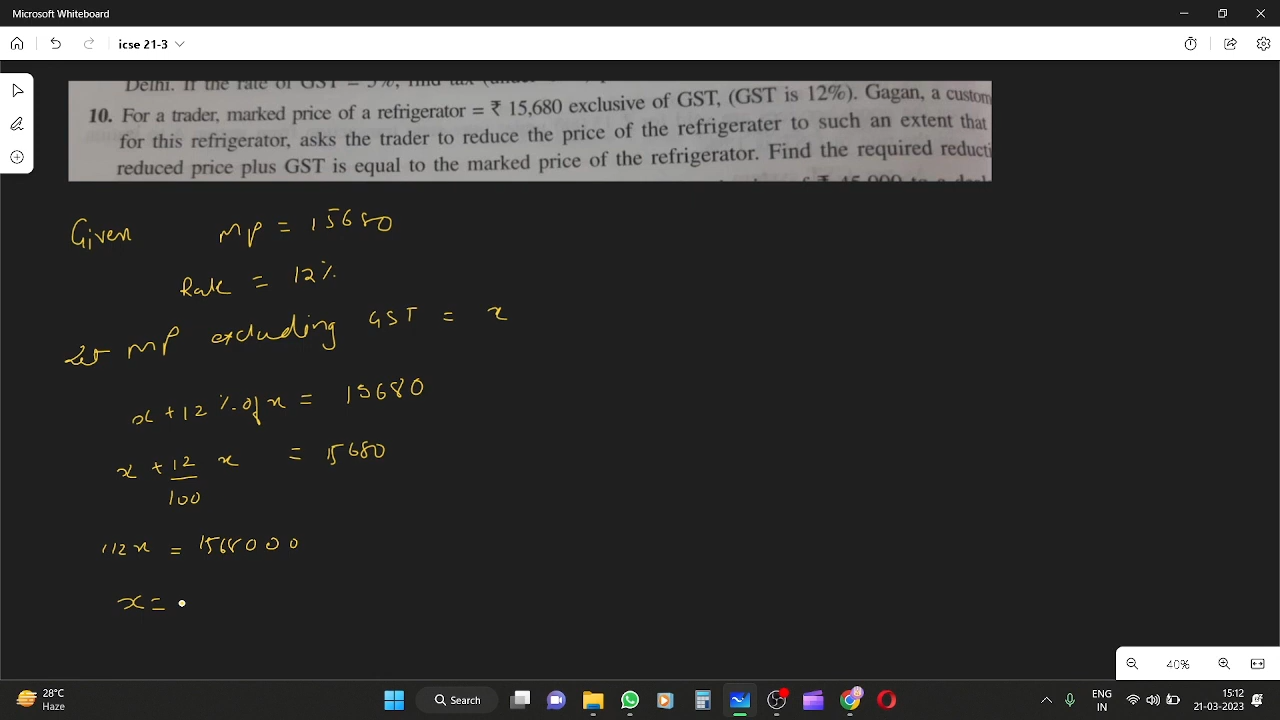 Microsoft Whiteboard
icse 21-3
10. For a trader, marked price of a refrigerator = ₹ 15,680 exclusive of GST, (GST is 12%). Gagan, a custom
for this refrigerator, asks the trader to reduce the price of the refrigerater to such an extent that
reduced price plus GST is equal to the marked price of the refrigerator. Find the required reducti
Given MP = 15680
Rate = 12%
Let MP excluding GST = x
x + 12 % of x = 15680
x + 12/100 x = 15680
112x = 1568000
x =
40%
28°C
Haze
Search
ENG
IN
15:12
21-03-2023